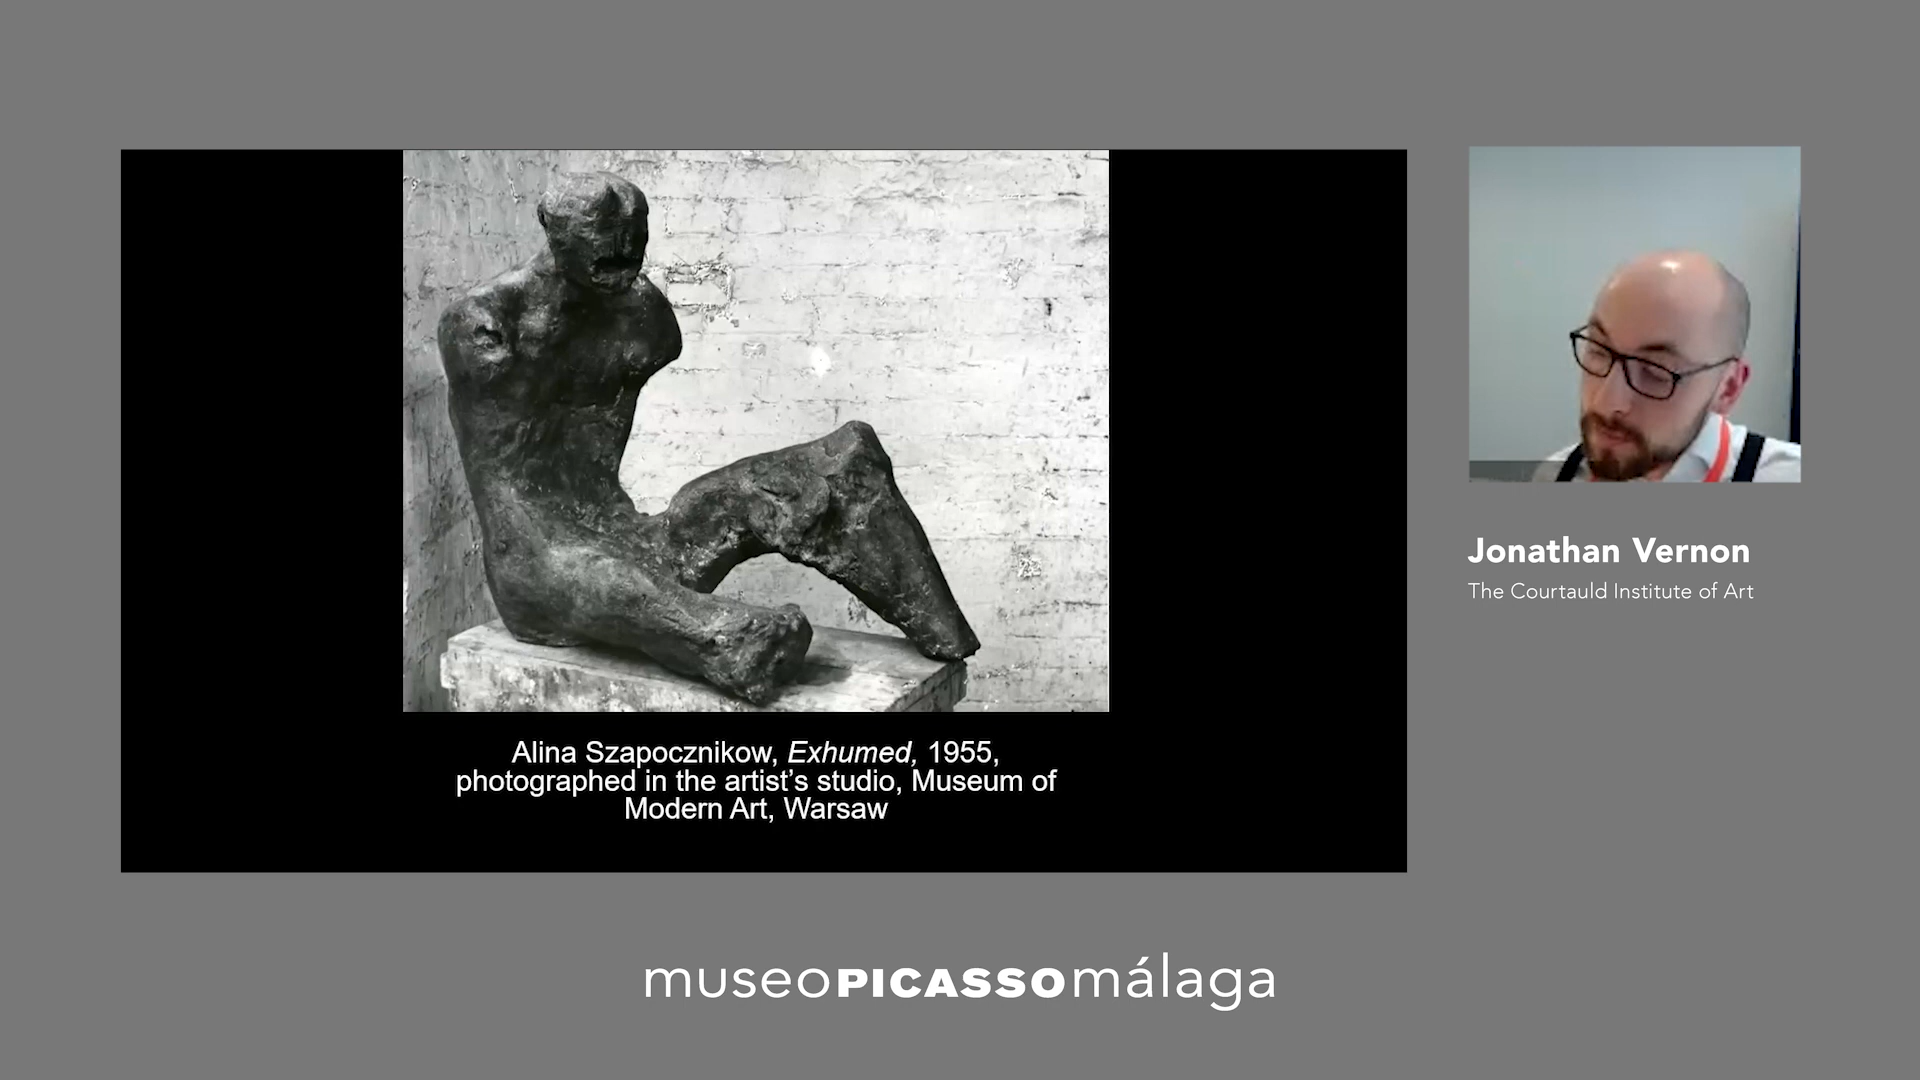 Alina Szapocznikow, Exhumed, 1955,
photographed in the artist’s studio, Museum of
Modern Art, Warsaw
Jonathan Vernon
The Courtauld Institute of Art
museoPICASSOmálaga